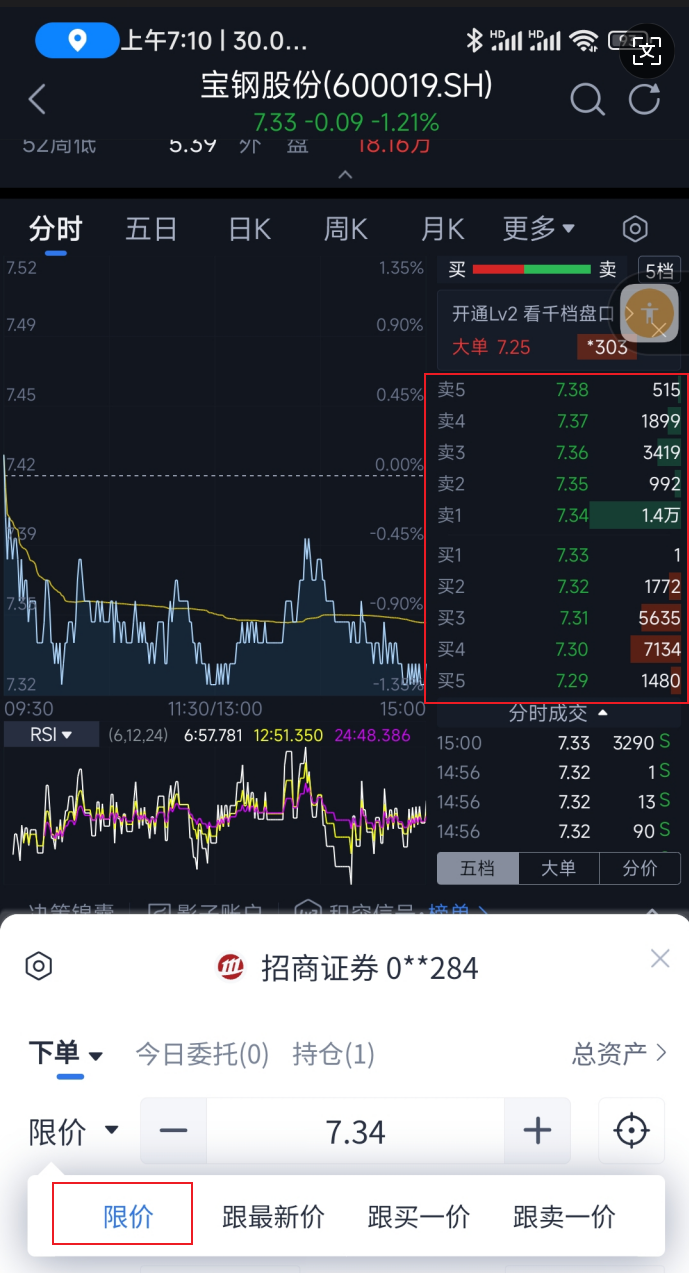 上午7:10 | 30.0...
宝钢股份(600019.SH)
7.33 -0.09 -1.21%
52周低 5.39 外 盘 18.16万
分时 五日 日K 周K 月K 更多
7.52 1.35%
7.49 0.90%
7.45 0.45%
7.42 0.00%
7.39 -0.45%
7.35 -0.90%
7.32 -1.35%
09:30 11:30/13:00 15:00
买 卖 5档
开通Lv2 看千档盘口
大单 7.25 *303
卖5 7.38 515
卖4 7.37 1899
卖3 7.36 3419
卖2 7.35 992
卖1 7.34 1.4万
买1 7.33 1
买2 7.32 1772
买3 7.31 5635
买4 7.30 7134
买5 7.29 1480
分时成交
15:00 7.33 3290 S
14:56 7.32 1 S
14:56 7.32 13 S
14:56 7.32 90 S
五档 大单 分价
RSI (6,12,24) 6:57.781 12:51.350 24:48.386
招商证券 0**284
下单 今日委托(0) 持仓(1) 总资产
限价 7.34
限价 跟最新价 跟买一价 跟卖一价